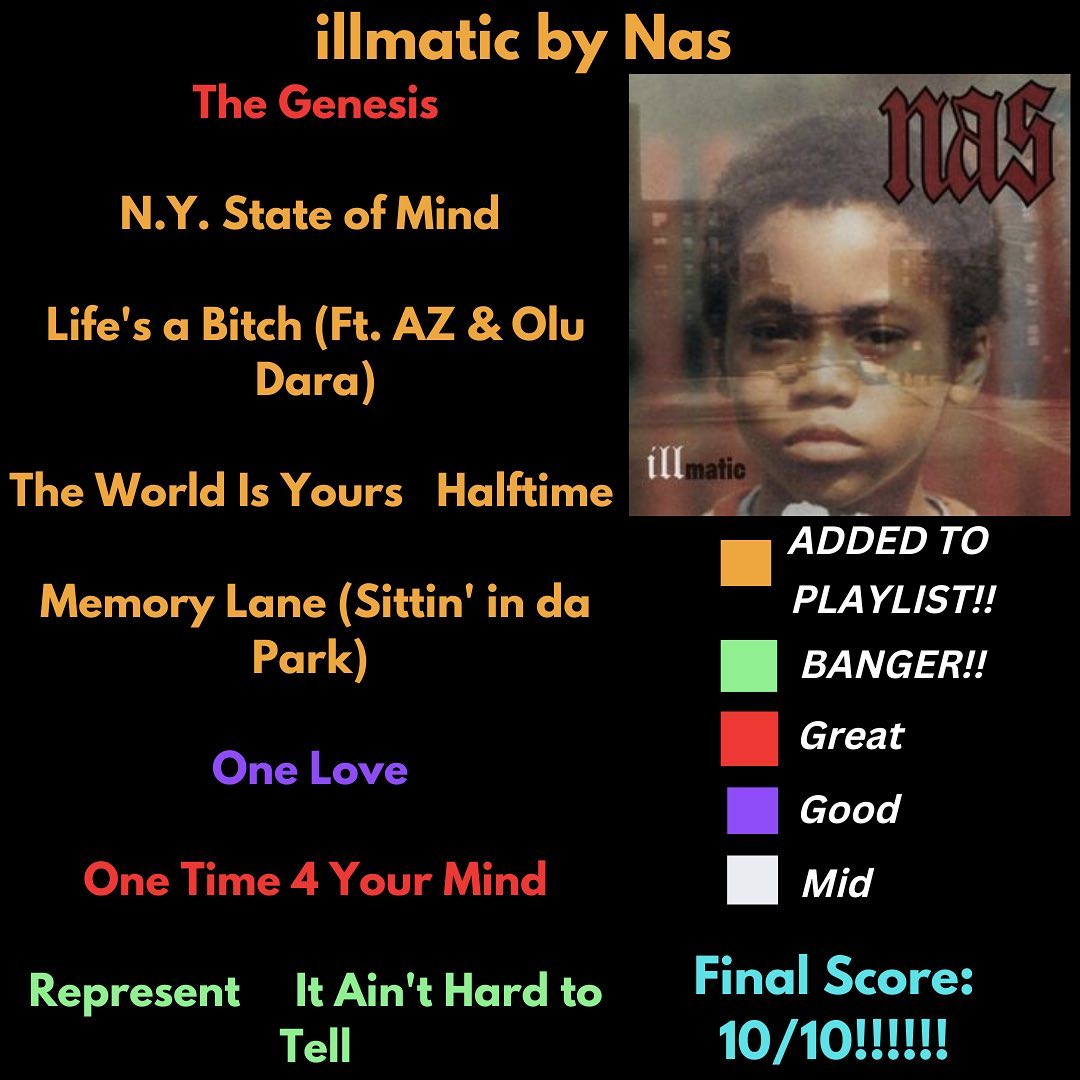 illmatic by Nas
The Genesis
N.Y. State of Mind
Life's a Bitch (Ft. AZ & Olu
Dara)
The World Is Yours   Halftime
Memory Lane (Sittin' in da
Park)
One Love
One Time 4 Your Mind
Represent   It Ain't Hard to
Tell
nas
illmatic
ADDED TO
PLAYLIST!!
BANGER!!
Great
Good
Mid
Final Score:
10/10!!!!!!